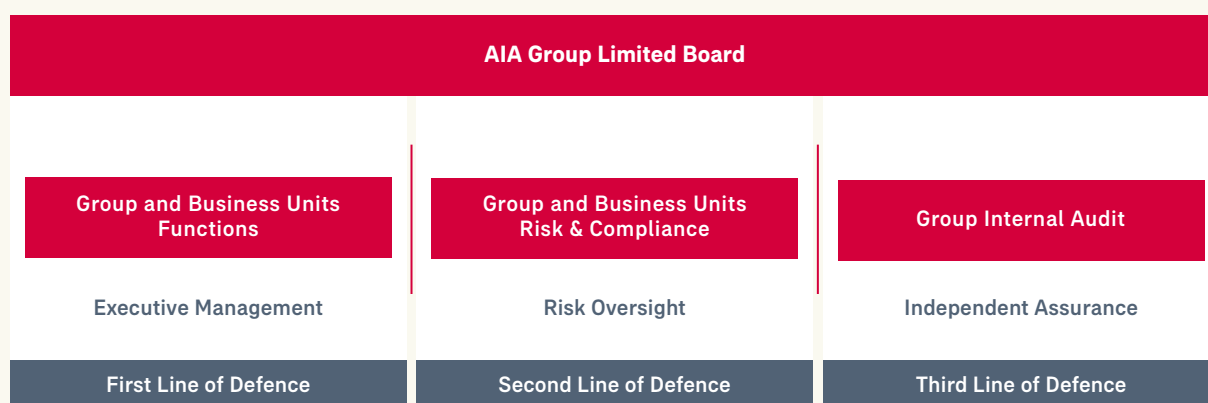 AIA Group Limited Board
Group and Business Units
Functions
Executive Management
First Line of Defence
Group and Business Units
Risk & Compliance
Risk Oversight
Second Line of Defence
Group Internal Audit
Independent Assurance
Third Line of Defence